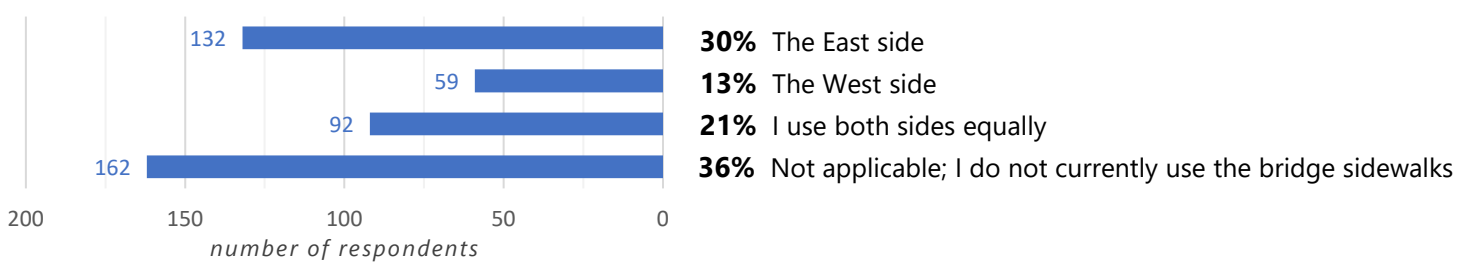 132 30% The East side
59 13% The West side
92 21% I use both sides equally
162 36% Not applicable; I do not currently use the bridge sidewalks
200 150 100 50 0
number of respondents